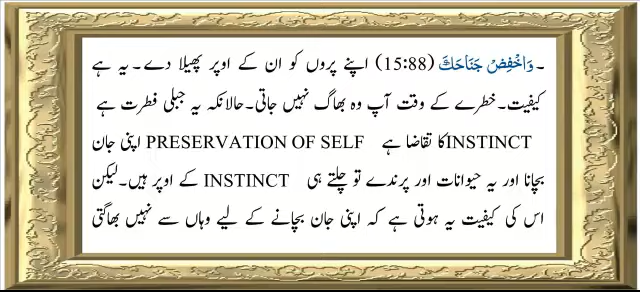 ۔ وَاخْفِضْ جَنَاحَكَ (15:88) اپنے پروں کو ان کے اوپر پھیلا دے۔ یہ ہے
کیفیت۔ خطرے کے وقت آپ وہ بھاگ نہیں جاتی۔ حالانکہ یہ جبلی فطرت ہے
INSTINCT کا تقاضا ہے PRESERVATION OF SELF اپنی جان
بچانا اور یہ حیوانات اور پرندے تو چلتے ہی INSTINCT کے اوپر ہیں۔ لیکن
اس کی کیفیت یہ ہوتی ہے کہ اپنی جان بچانے کے لیے وہاں سے نہیں بھاگتی